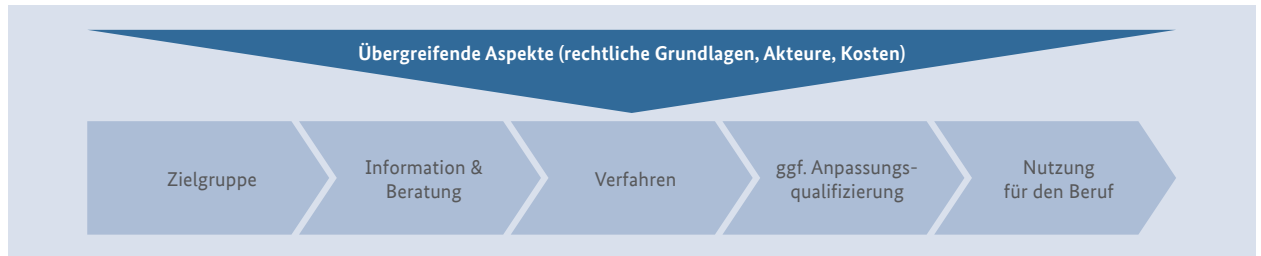 Übergreifende Aspekte (rechtliche Grundlagen, Akteure, Kosten)
Zielgruppe
Information &
Beratung
Verfahren
ggf. Anpassungs-
qualifizierung
Nutzung
für den Beruf